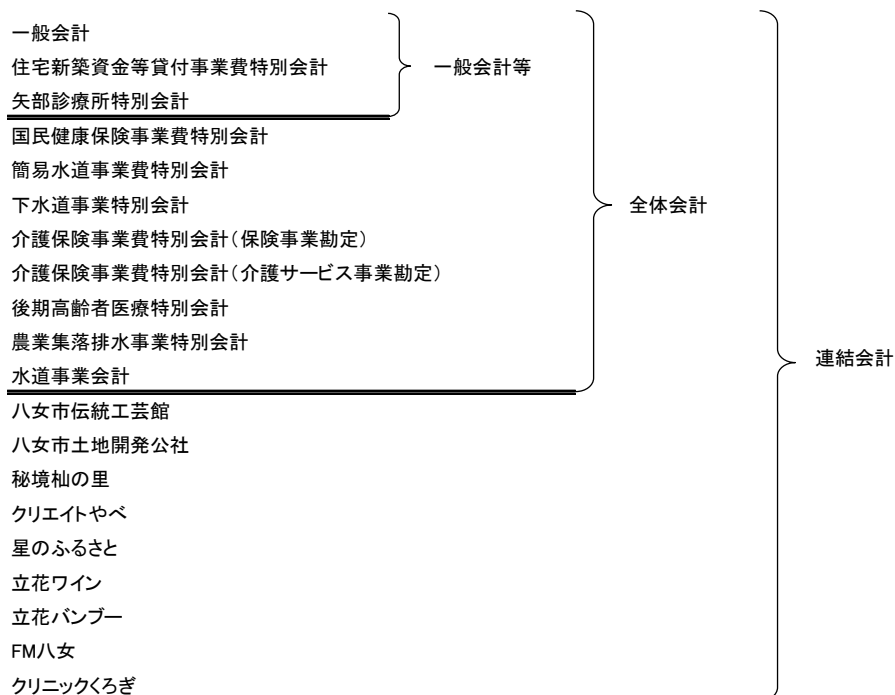 一般会計
住宅新築資金等貸付事業費特別会計
一般会計等
矢部診療所特別会計
国民健康保険事業費特別会計
簡易水道事業費特別会計
下水道事業特別会計
全体会計
介護保険事業費特別会計(保険事業勘定)
介護保険事業費特別会計(介護サービス事業勘定)
後期高齢者医療特別会計
農業集落排水事業特別会計
連結会計
水道事業会計
八女市伝統工芸館
八女市土地開発公社
秘境杣の里
クリエイトやべ
星のふるさと
立花ワイン
立花バンブー
FM八女
クリニックくろぎ